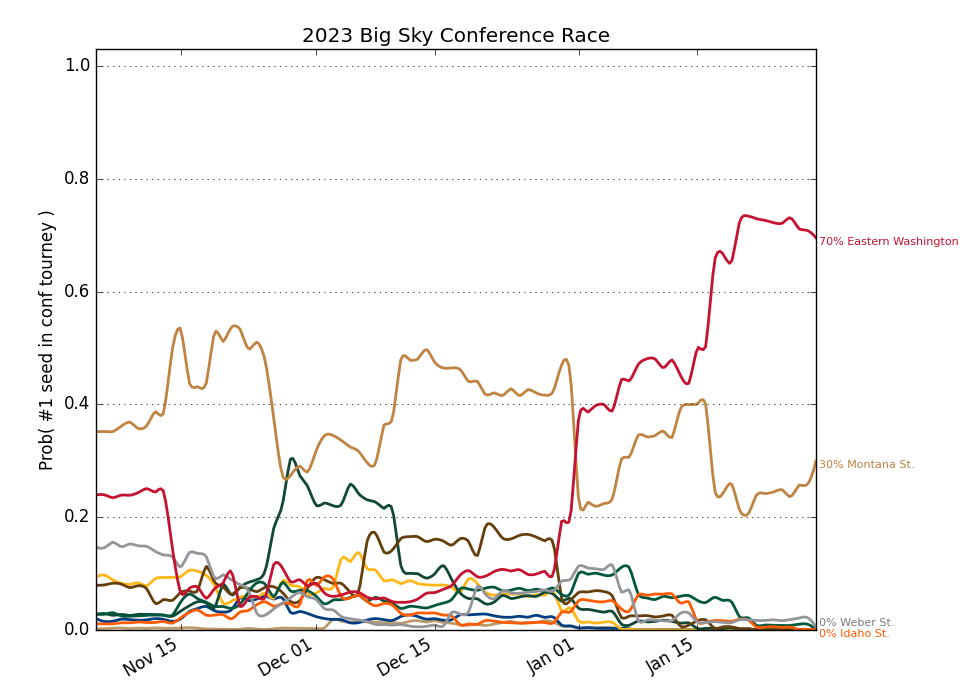 2023 Big Sky Conference Race
Prob( #1 seed in conf tourney )
1.0
0.8
0.6
0.4
0.2
0.0
70% Eastern Washington
30% Montana St.
0% Weber St.
0% Idaho St.
Nov 15
Dec 01
Dec 15
Jan 01
Jan 15